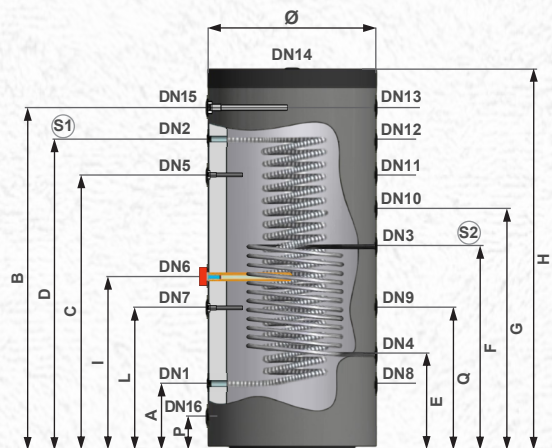 Ø
DN14
DN15
DN13
S1
DN2
DN12
DN5
DN11
DN10
DN3
S2
DN6
DN7
DN9
DN4
DN1
DN8
DN16
B
D
C
I
L
A
P
E
Q
F
G
H